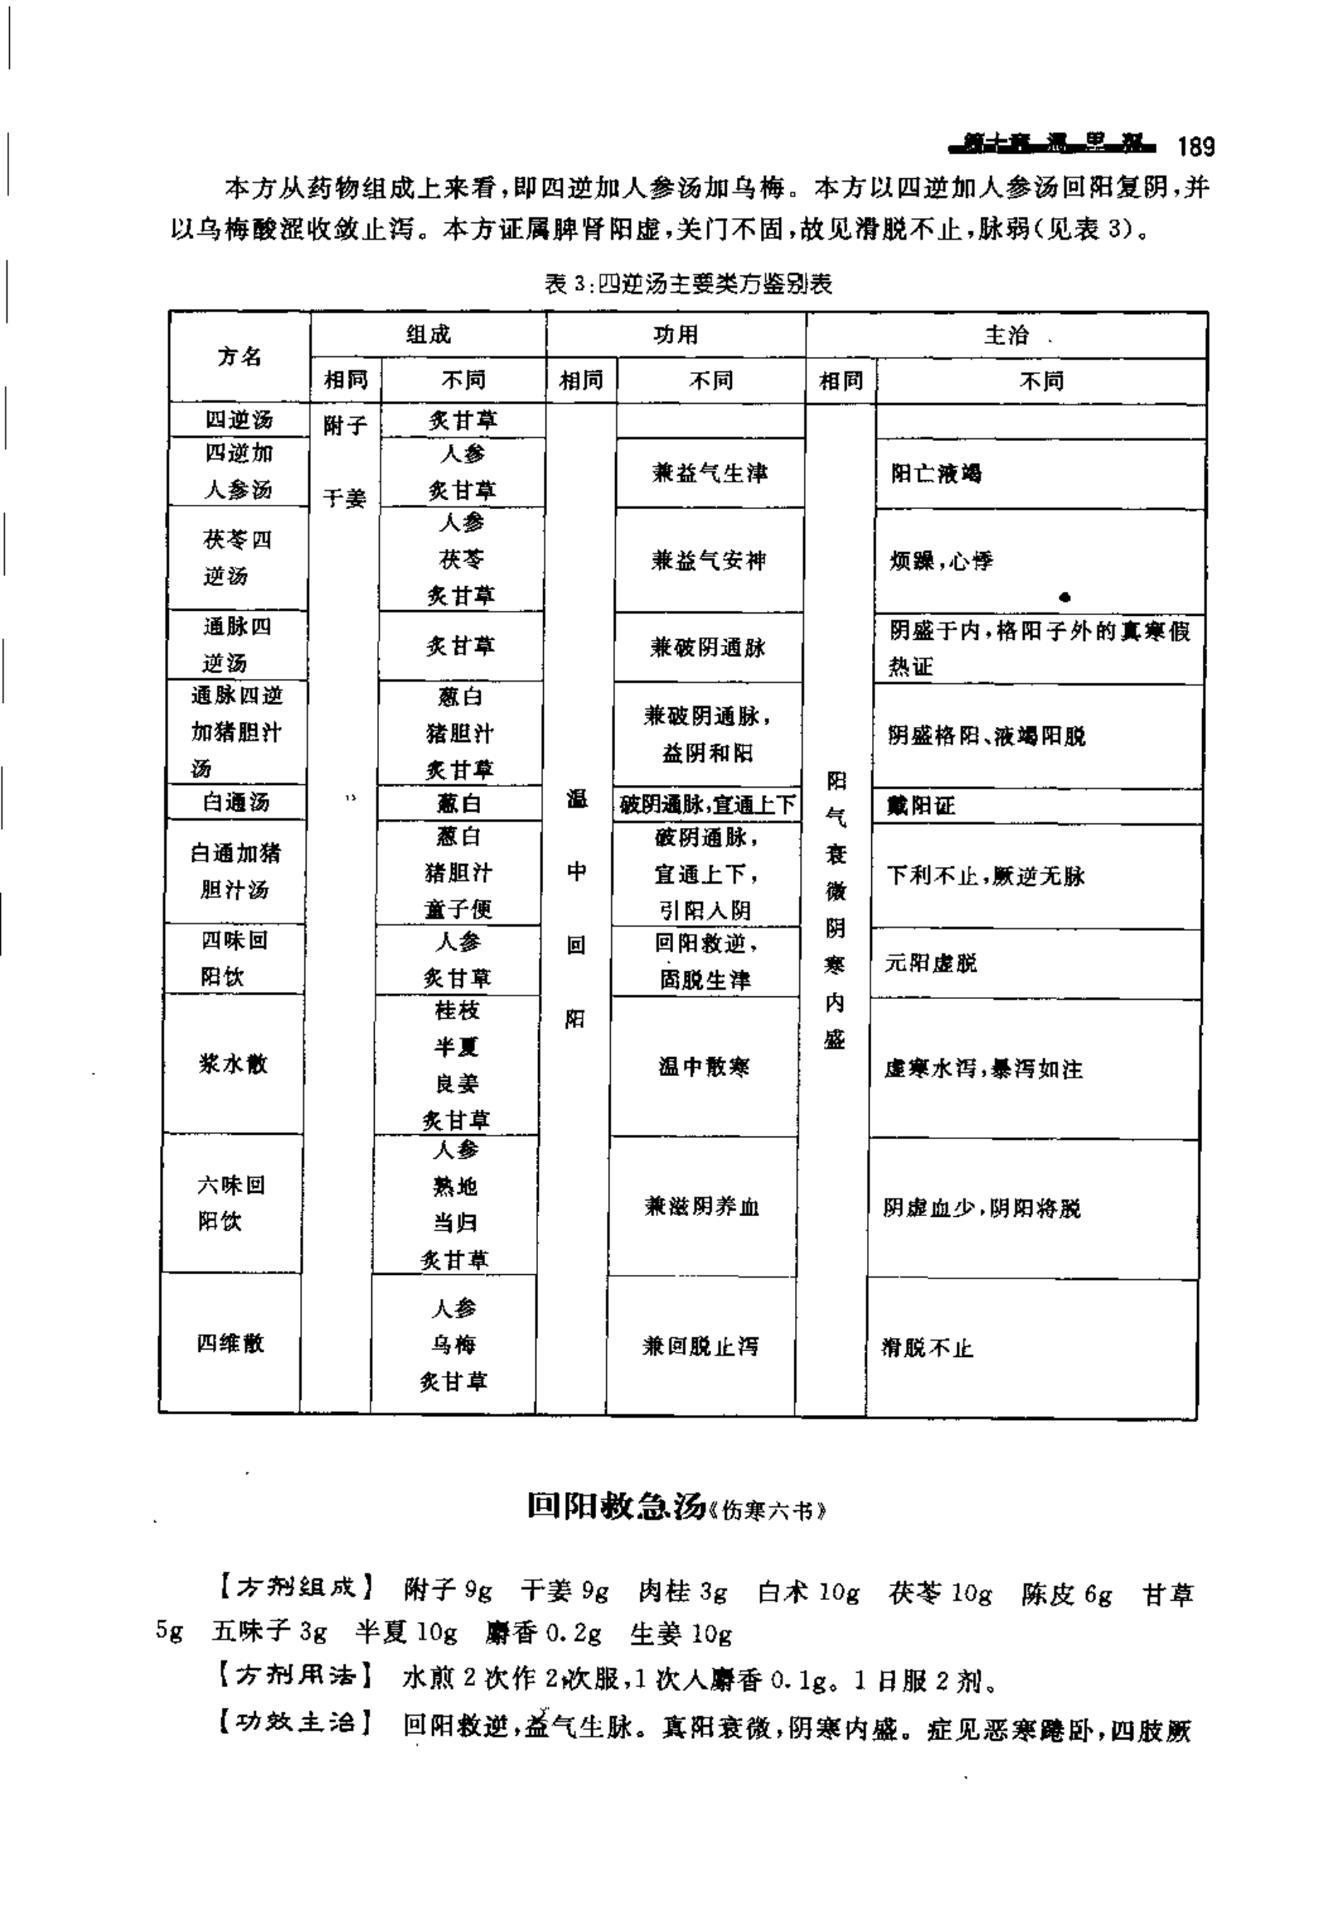 第十章 温里剂 189
本方从药物组成上来看,即四逆加人参汤加乌梅。本方以四逆加人参汤回阳复阴,并
以乌梅酸涩收敛止泻。本方证属脾肾阳虚,关门不固,故见滑脱不止,脉弱(见表 3)。
表 3:四逆汤主要类方鉴别表
方名 组成 功用 主治
相同 不同 相同 不同 相同 不同
附子 干姜
温中回阳
阳气衰微阴寒内盛
四逆汤 炙甘草
四逆加 人参
人参汤 炙甘草 兼益气生津 阳亡液竭
茯苓四 人参
逆汤 茯苓 兼益气安神 烦躁,心悸
炙甘草
通脉四 炙甘草 兼破阴通脉 阴盛于内,格阳子外的真寒假
逆汤 热证
通脉四逆 葱白 兼破阴通脉,
加猪胆汁 猪胆汁 益阴和阳 阴盛格阳、液竭阳脱
汤 炙甘草
白通汤 葱白 破阴通脉,宣通上下 戴阳证
白通加猪 葱白 破阴通脉,
胆汁汤 猪胆汁 宣通上下, 下利不止,厥逆无脉
童子便 引阳入阴
四味回 人参 回阳救逆, 元阳虚脱
阳饮 炙甘草 固脱生津
浆水散 桂枝
半夏 温中散寒 虚寒水泻,暴泻如注
良姜
炙甘草
六味回 人参
阳饮 熟地 兼滋阴养血 阴虚血少,阴阳将脱
当归
炙甘草
四维散 人参
乌梅 兼回脱止泻 滑脱不止
炙甘草
回阳救急汤《伤寒六书》
【方剂组成】 附子 9g 干姜 9g 肉桂 3g 白术 10g 茯苓 10g 陈皮 6g 甘草
5g 五味子 3g 半夏 10g 麝香 0.2g 生姜 10g
【方剂用法】 水煎 2 次作 2 次服,1 次入麝香 0.1g。1 日服 2 剂。
【功效主治】 回阳救逆,益气生脉。真阳衰微,阴寒内盛。症见恶寒踡卧,四肢厥